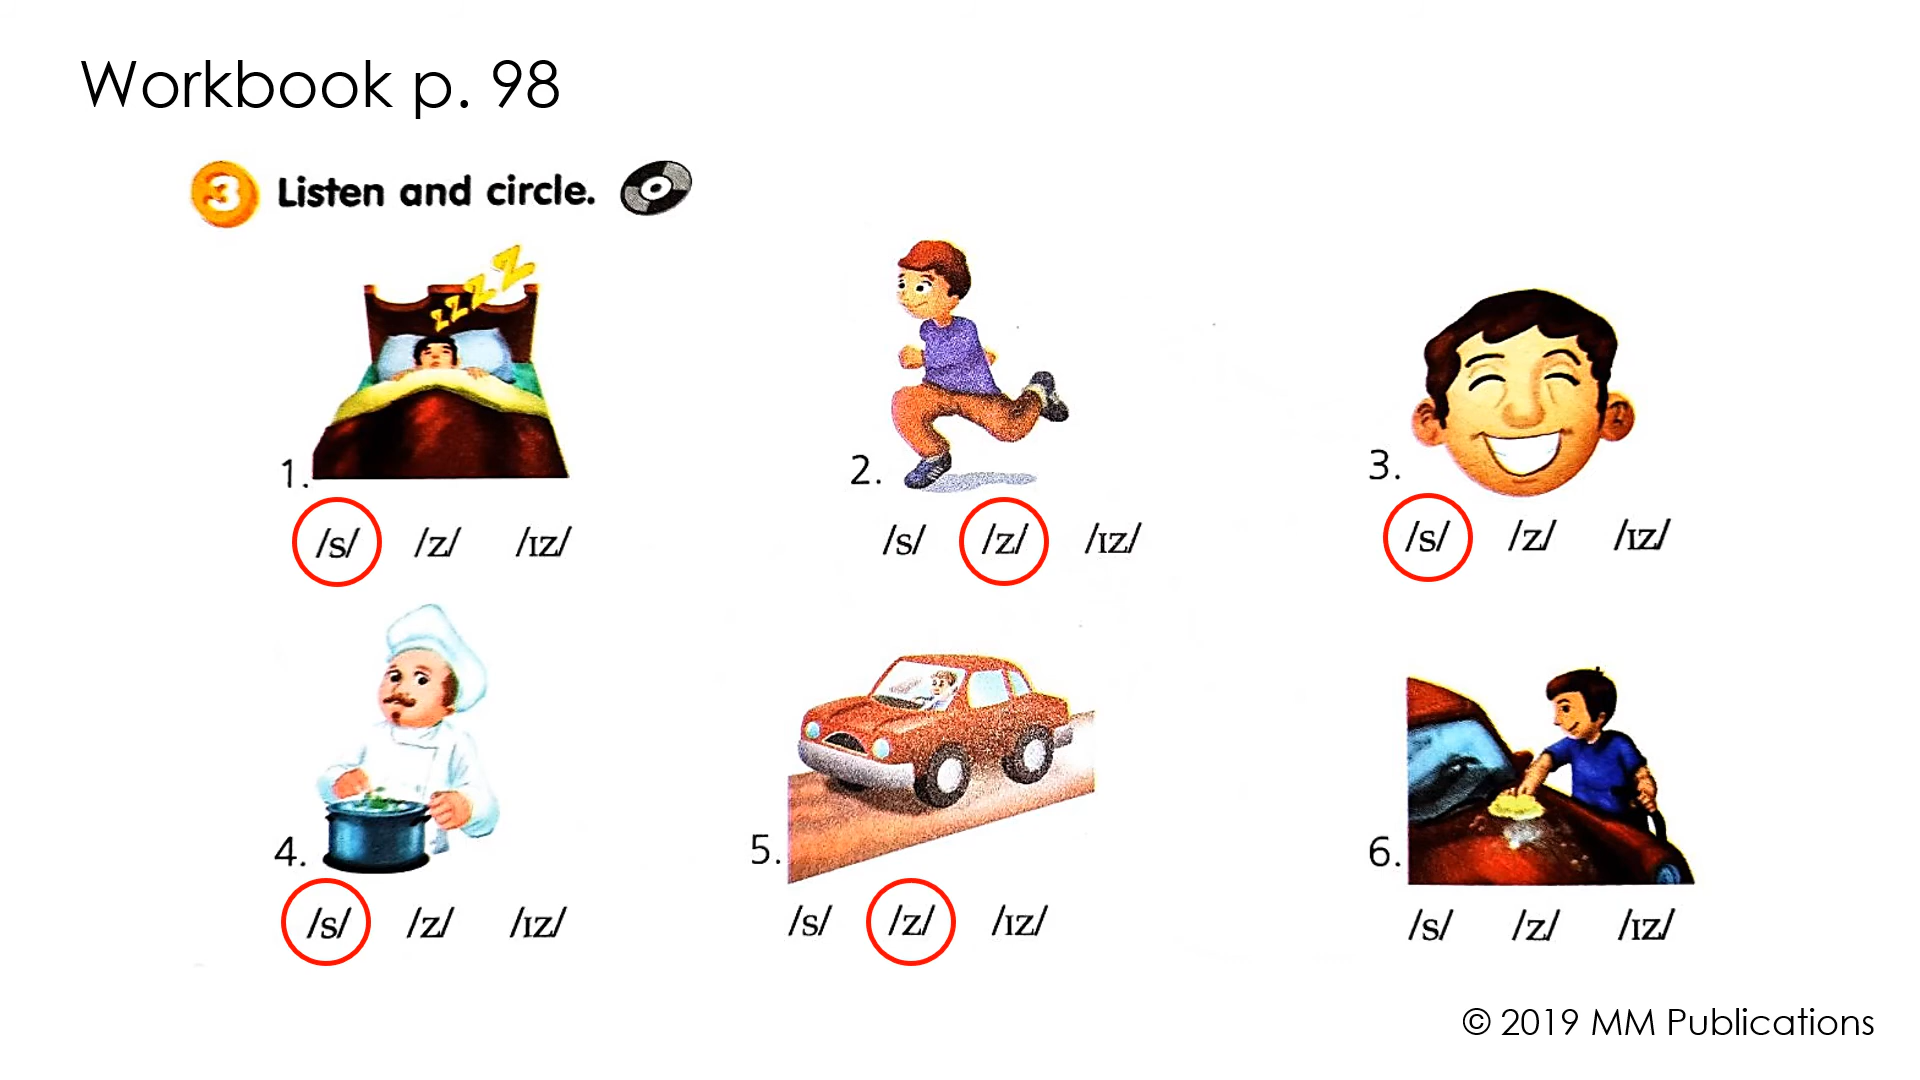 Workbook p. 98
3 Listen and circle.
zzzz
1.
/s/ /z/ /ɪz/
2.
/s/ /z/ /ɪz/
3.
/s/ /z/ /ɪz/
4.
/s/ /z/ /ɪz/
5.
/s/ /z/ /ɪz/
6.
/s/ /z/ /ɪz/
© 2019 MM Publications